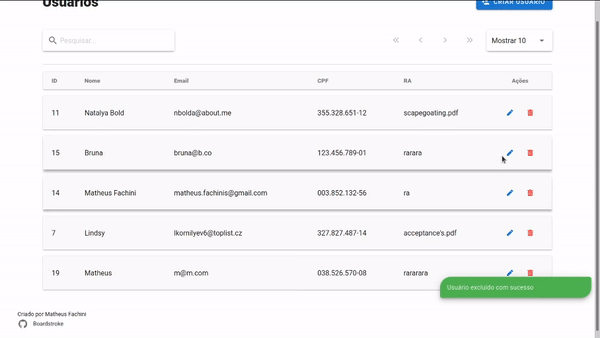 Usuários
CRIAR USUÁRIO
Pesquisar...
Mostrar 10
ID Nome Email CPF RA Ações
11 Natalya Bold nbolda@about.me 355.328.651-12 scapegoating.pdf
15 Bruna bruna@b.co 123.456.789-01 rarara
14 Matheus Fachini matheus.fachinis@gmail.com 003.852.132-56 ra
7 Lindsy lkornilyev6@toplist.cz 327.827.487-14 acceptance's.pdf
19 Matheus m@m.com 038.526.570-08 rararara
Usuário excluído com sucesso
Criado por Matheus Fachini
Boardstroke